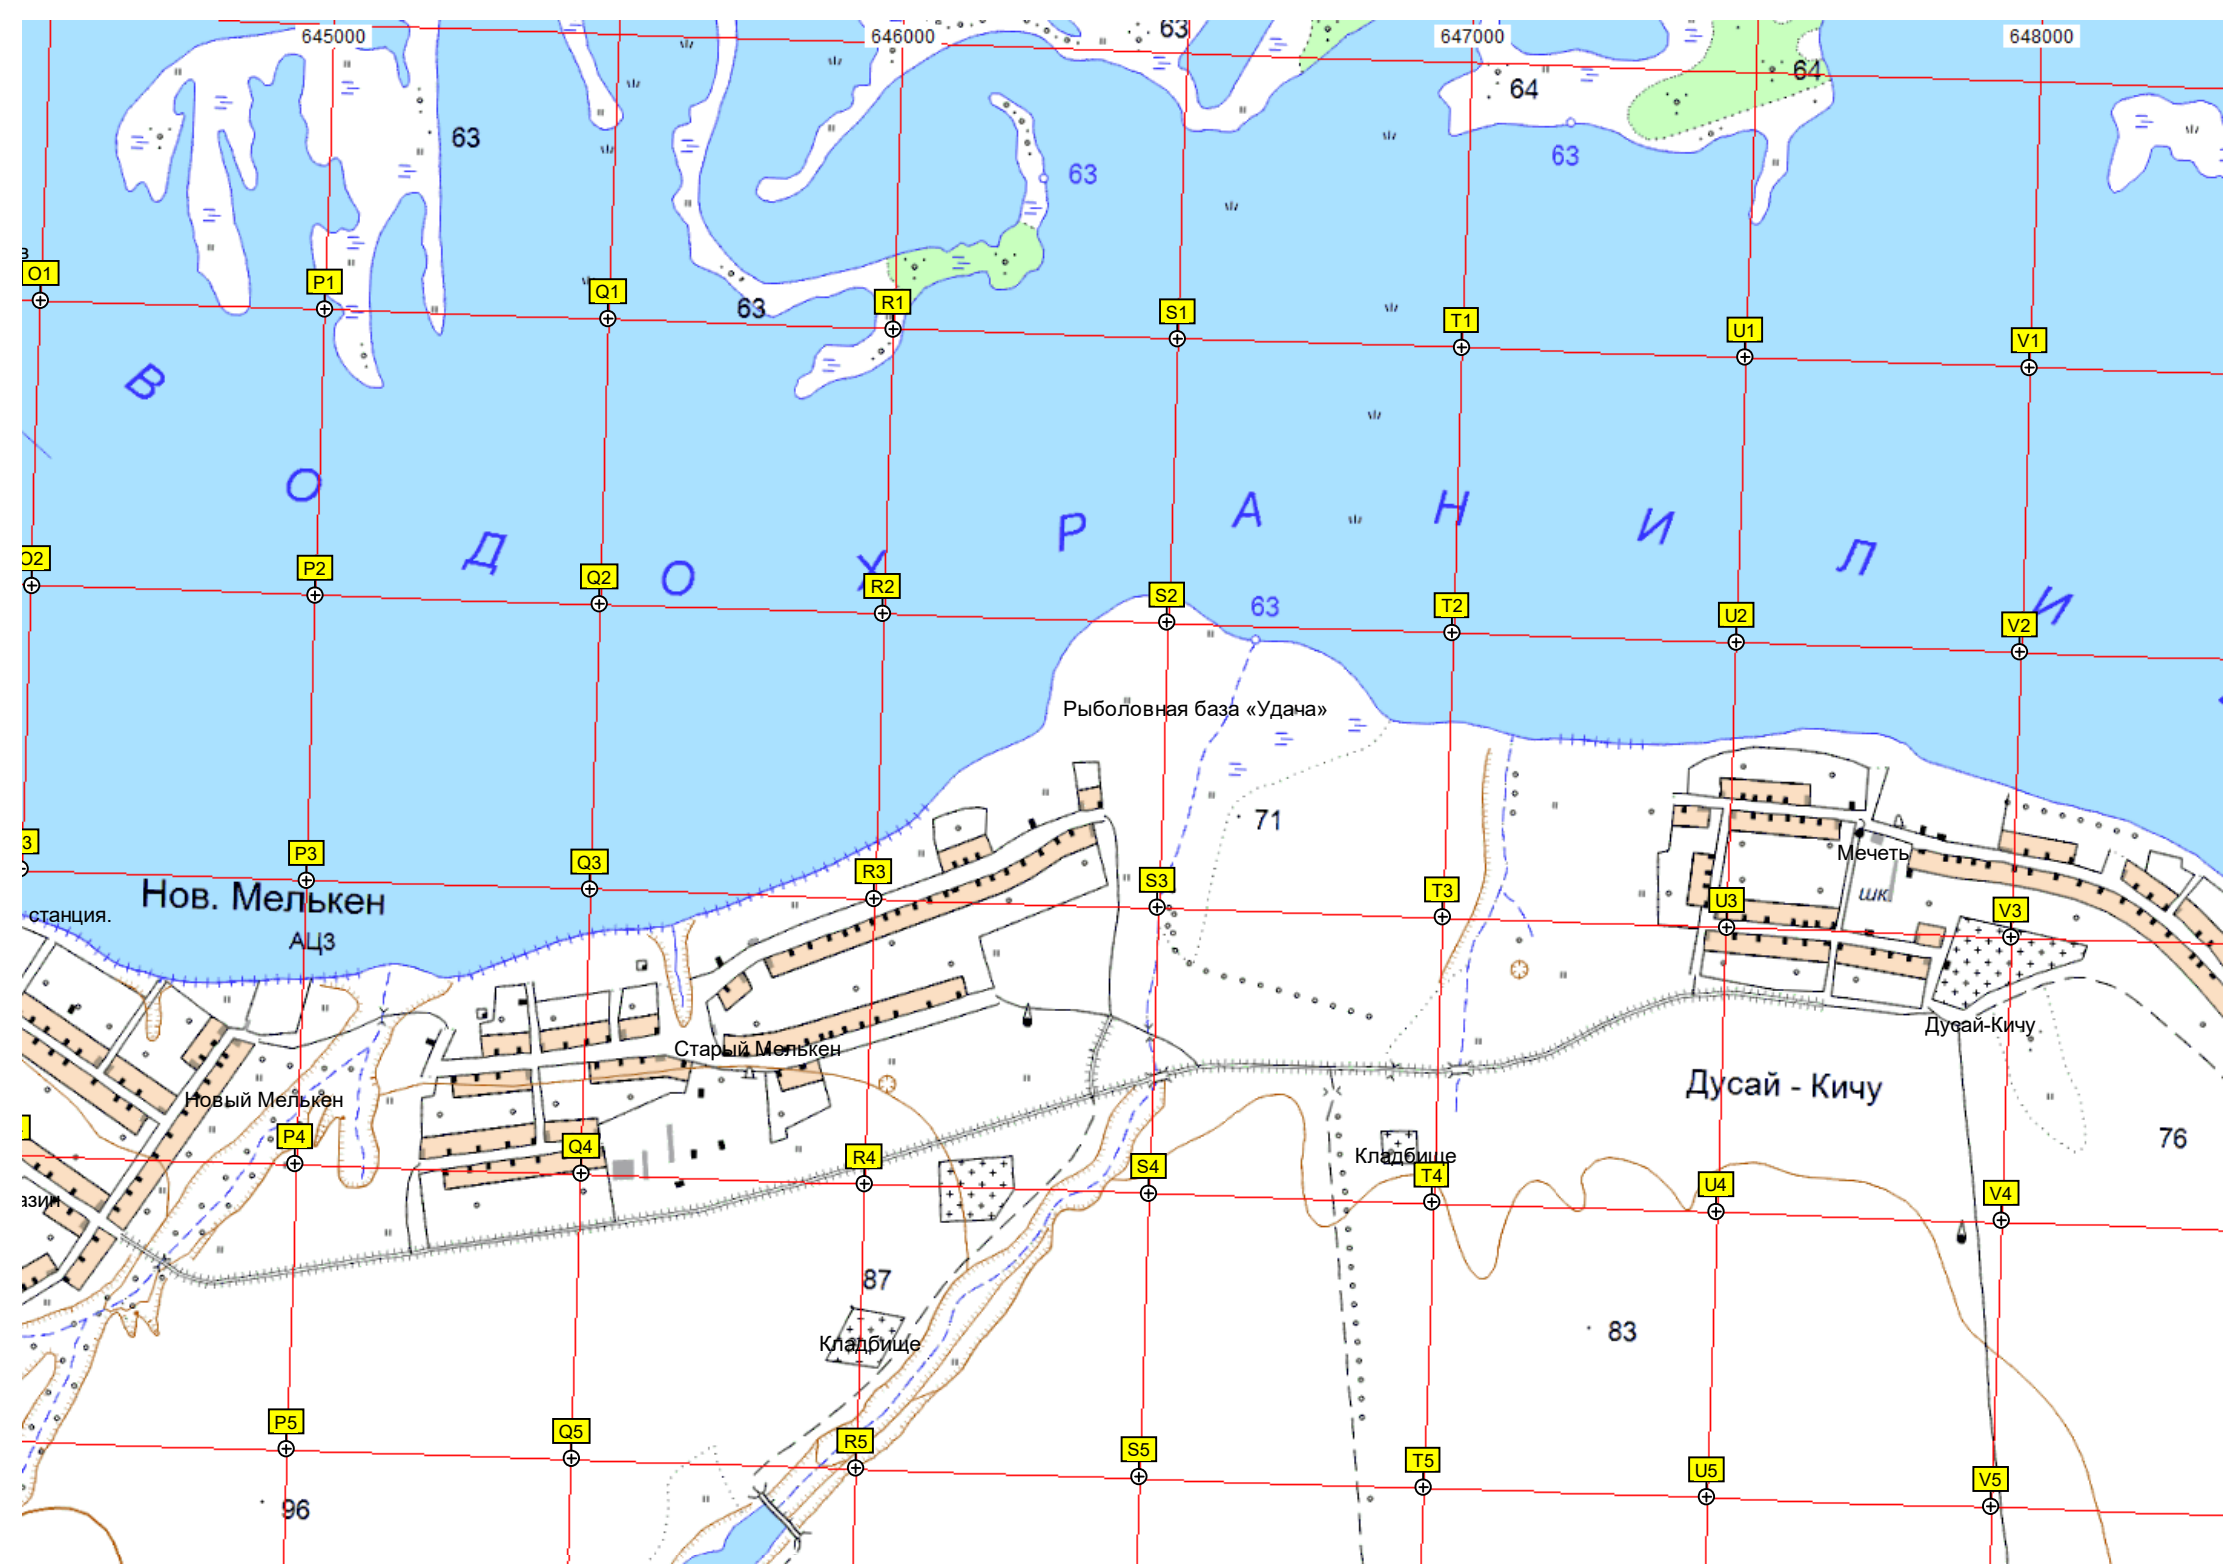 645000
646000
647000
648000
63
64
64
63
63
63
63
в
O1
P1
Q1
R1
S1
T1
U1
V1
В О Д О Х Р А Н И Л И
O2
P2
Q2
R2
S2
T2
U2
V2
63
Рыболовная база «Удача»
71
Мечеть
шк
3
P3
Q3
R3
S3
T3
U3
V3
Нов. Мелькен
станция.
АЦЗ
Дусай-Кичу
Старый Мелькен
Новый Мелькен
Дусай - Кичу
76
Кладбище
P4
Q4
R4
S4
T4
U4
V4
азин
87
83
Кладбище
P5
Q5
R5
S5
T5
U5
V5
96